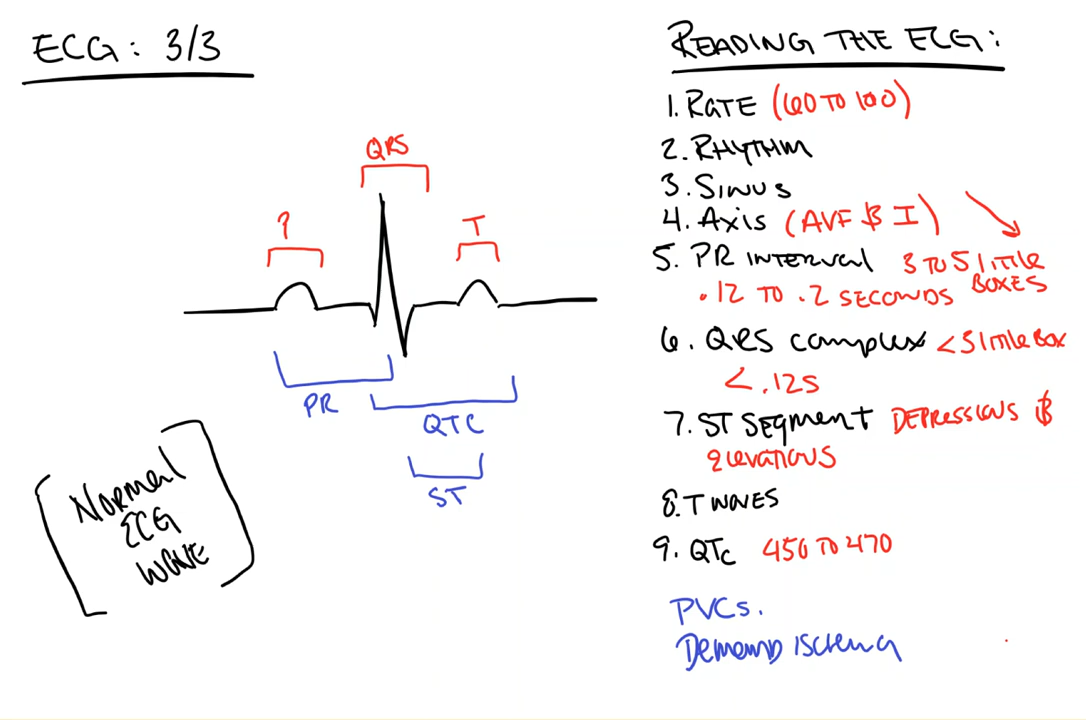 ECG: 3/3
QRS
P
T
PR
QTC
ST
Normal
ECG
WAVE
READING THE ECG:
1. RATE (60 TO 100)
2. RHYTHM
3. SINUS
4. AXIS (AVF & I)
5. PR INTERVAL 3 TO 5 little
.12 TO .2 SECONDS BOXES
6. QRS complex < 3 little Box
< .12S
7. ST Segment DEPRESSIONS &
elevations
8. T WAVES
9. QTc 450 TO 470
PVCs.
Demand ischemia